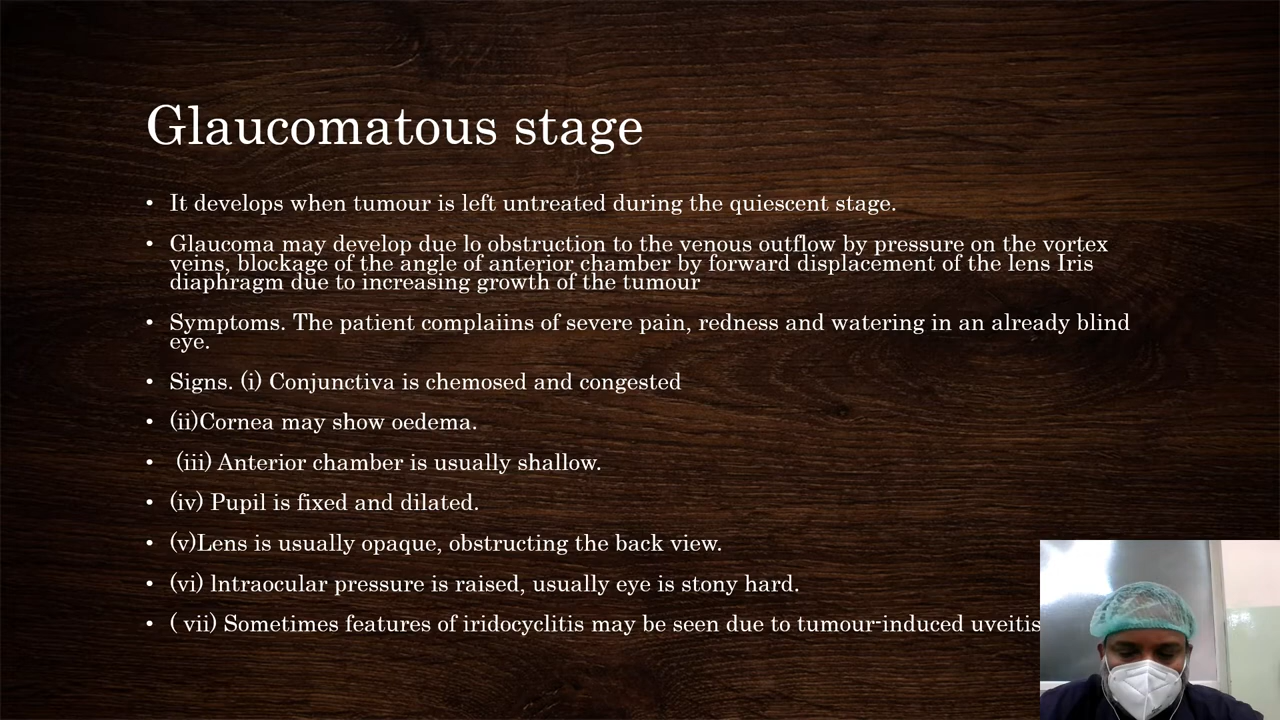 Glaucomatous stage
• It develops when tumour is left untreated during the quiescent stage.
• Glaucoma may develop due lo obstruction to the venous outflow by pressure on the vortex
veins, blockage of the angle of anterior chamber by forward displacement of the lens Iris
diaphragm due to increasing growth of the tumour
• Symptoms. The patient complaiins of severe pain, redness and watering in an already blind
eye.
• Signs. (i) Conjunctiva is chemosed and congested
• (ii)Cornea may show oedema.
• (iii) Anterior chamber is usually shallow.
• (iv) Pupil is fixed and dilated.
• (v)Lens is usually opaque, obstructing the back view.
• (vi) lntraocular pressure is raised, usually eye is stony hard.
• ( vii) Sometimes features of iridocyclitis may be seen due to tumour-induced uveitis